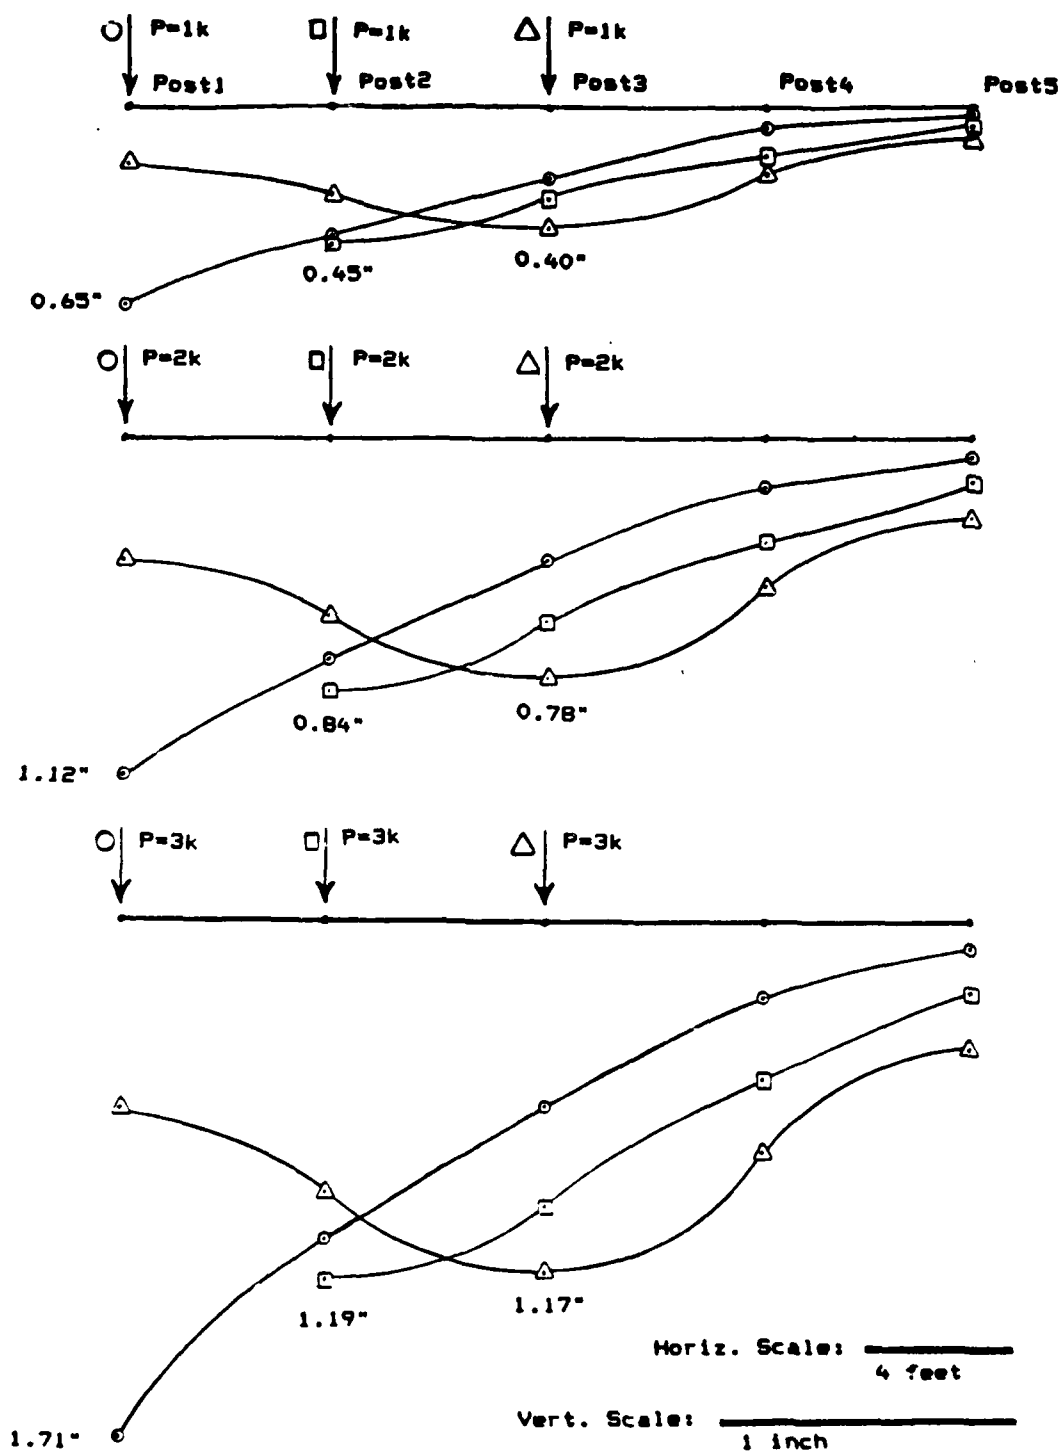 P=1k P=1k P=1k
Post1 Post2 Post3 Post4 Post5
0.45" 0.40"
0.65"
P=2k P=2k P=2k
0.84" 0.78"
1.12"
P=3k P=3k P=3k
1.19" 1.17"
Horiz. Scale:
4 feet
Vert. Scale:
1 inch
1.71"